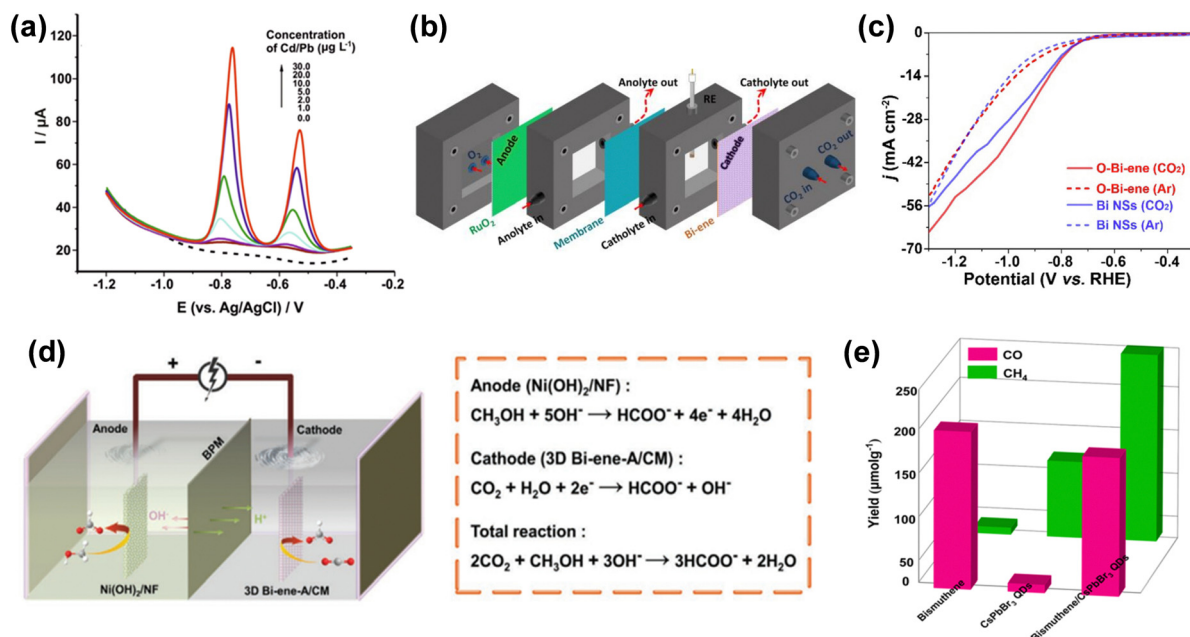 (a)
Concentration
of Cd/Pb (µg L⁻¹)
30.0
20.0
10.0
5.0
2.0
1.0
0.0
120
100
80
60
40
20
I / µA
-1.2
-1.0
-0.8
-0.6
-0.4
-0.2
E (vs. Ag/AgCl) / V
(b)
Anolyte out
Catholyte out
RE
O₂
Anode
Cathode
CO₂ out
CO₂ in
RuO₂
Anolyte in
Membrane
Catholyte in
Bi-ene
(c)
0
-14
-28
-42
-56
-70
j (mA cm⁻²)
O-Bi-ene (CO₂)
O-Bi-ene (Ar)
Bi NSs (CO₂)
Bi NSs (Ar)
-1.2
-1.0
-0.8
-0.6
-0.4
Potential (V vs. RHE)
(d)
+
-
Anode
BPM
Cathode
OH⁻
H⁺
Ni(OH)₂/NF
3D Bi-ene-A/CM
Anode (Ni(OH)₂/NF) :
CH₃OH + 5OH⁻ → HCOO⁻ + 4e⁻ + 4H₂O
Cathode (3D Bi-ene-A/CM) :
CO₂ + H₂O + 2e⁻ → HCOO⁻ + OH⁻
Total reaction :
2CO₂ + CH₃OH + 3OH⁻ → 3HCOO⁻ + 2H₂O
(e)
CO
CH₄
250
200
150
100
50
0
Yield (µmolg⁻¹)
Bismuthene
CsPbBr₃ QDs
Bismuthene/CsPbBr₃ QDs